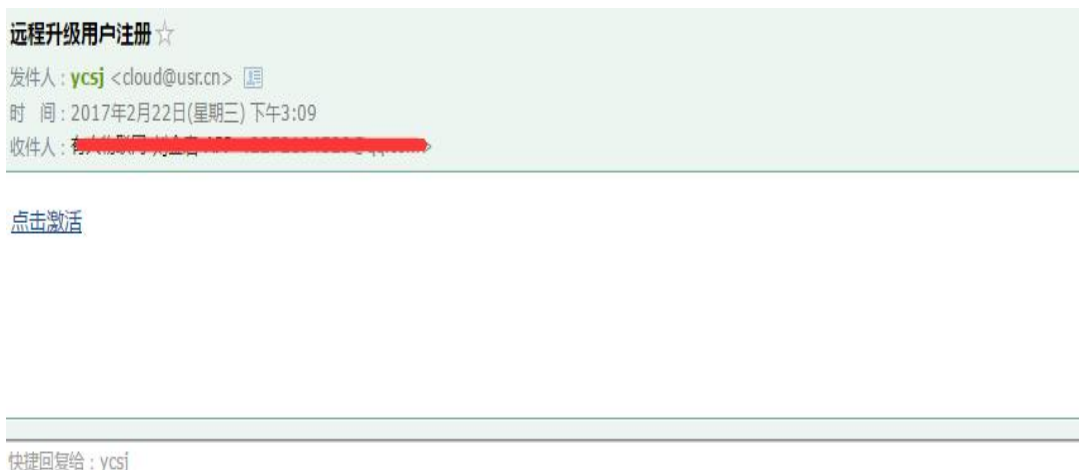 远程升级用户注册☆
发件人：ycsj <cloud@usr.cn>
时 间：2017年2月22日(星期三) 下午3:09
收件人：
点击激活
快捷回复给：ycsj